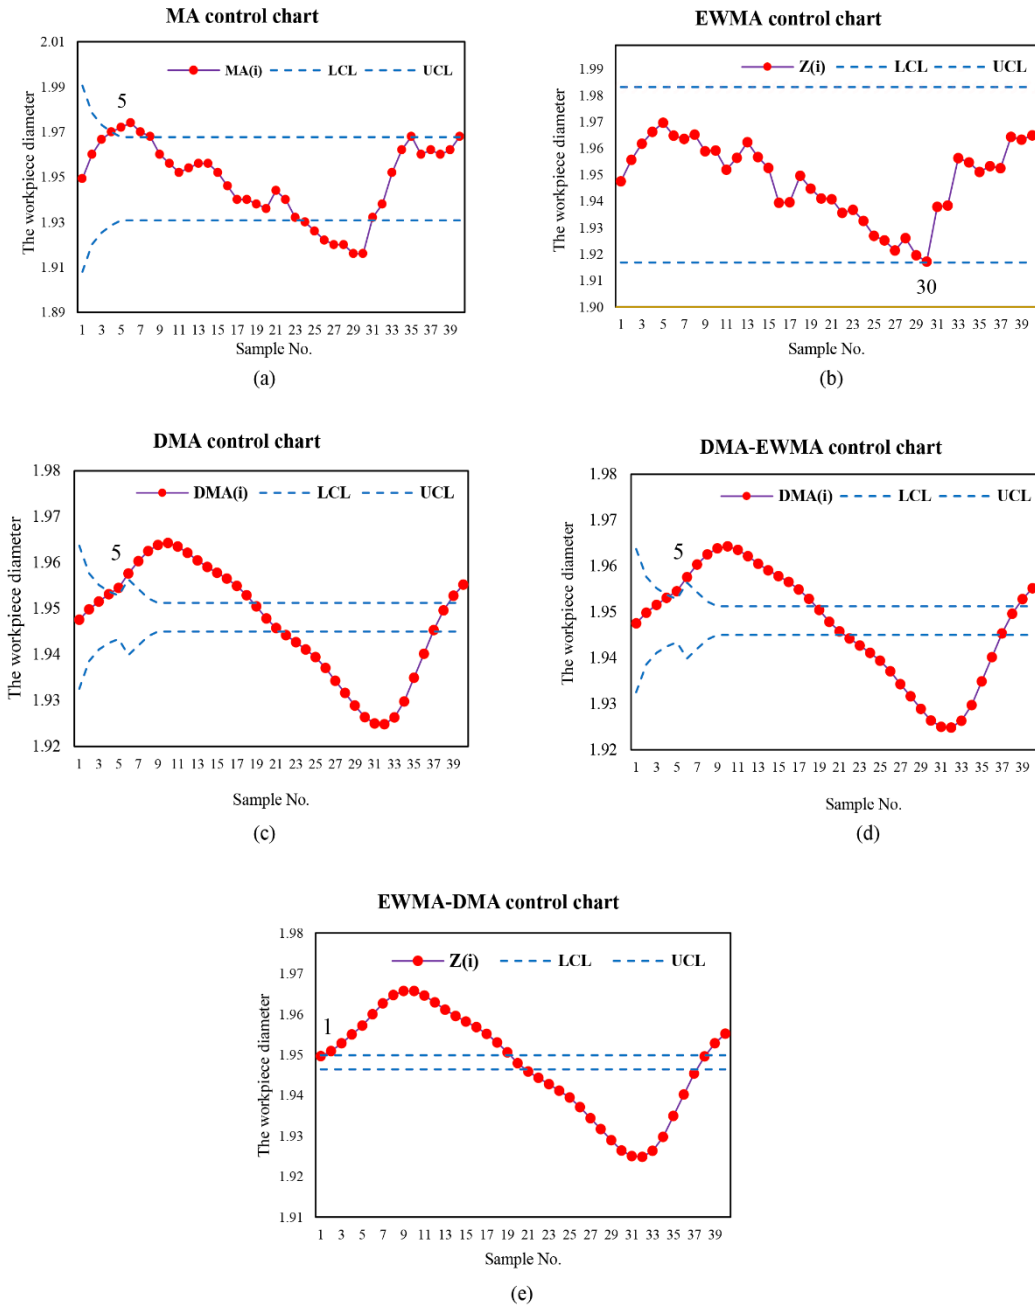 MA control chart
2.01
1.99
1.97
1.95
1.93
1.91
1.89
The workpiece diameter
MA(i) LCL UCL
5
1 3 5 7 9 11 13 15 17 19 21 23 25 27 29 31 33 35 37 39
Sample No.
(a)
EWMA control chart
1.99
1.98
1.97
1.96
1.95
1.94
1.93
1.92
1.91
1.90
The workpiece diameter
Z(i) LCL UCL
30
1 3 5 7 9 11 13 15 17 19 21 23 25 27 29 31 33 35 37 39
Sample No.
(b)
DMA control chart
1.98
1.97
1.96
1.95
1.94
1.93
1.92
The workpiece diameter
DMA(i) LCL UCL
5
1 3 5 7 9 11 13 15 17 19 21 23 25 27 29 31 33 35 37 39
Sample No.
(c)
DMA-EWMA control chart
1.98
1.97
1.96
1.95
1.94
1.93
1.92
The workpiece diameter
DMA(i) LCL UCL
5
1 3 5 7 9 11 13 15 17 19 21 23 25 27 29 31 33 35 37 39
Sample No.
(d)
EWMA-DMA control chart
1.98
1.97
1.96
1.95
1.94
1.93
1.92
1.91
The workpiece diameter
Z(i) LCL UCL
1
1 3 5 7 9 11 13 15 17 19 21 23 25 27 29 31 33 35 37 39
Sample No.
(e)